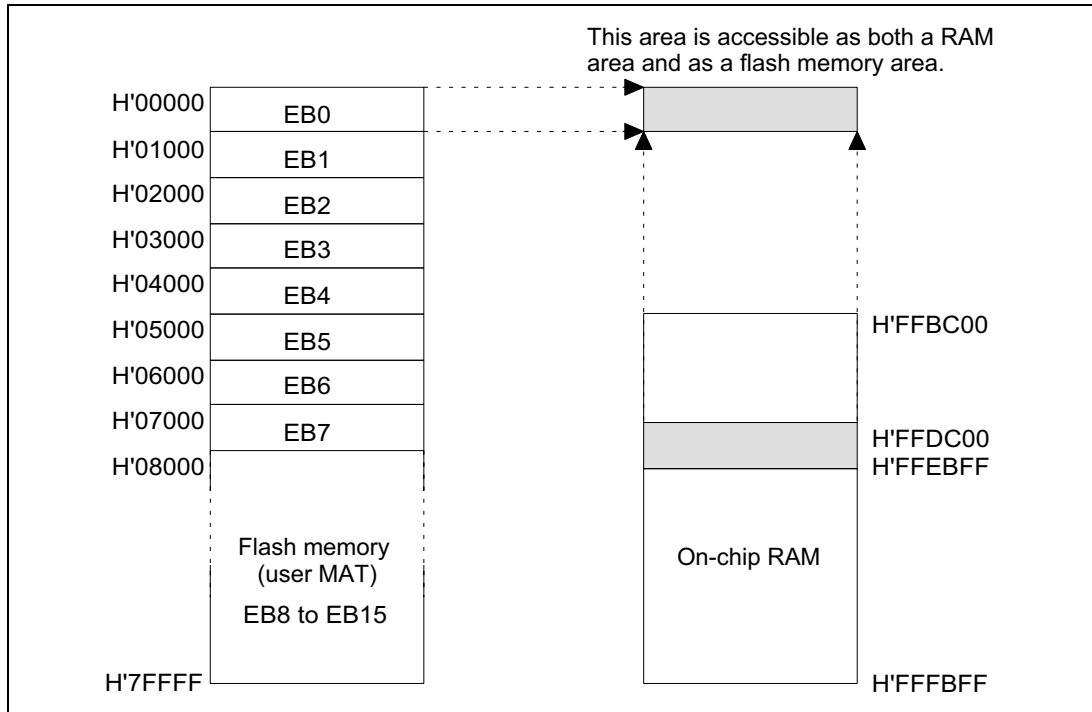 This area is accessible as both a RAM
area and as a flash memory area.
H'00000
EB0
H'01000
EB1
H'02000
EB2
H'03000
EB3
H'04000
EB4
H'05000
EB5
H'06000
EB6
H'07000
EB7
H'08000
Flash memory
(user MAT)
EB8 to EB15
H'7FFFF
H'FFBC00
H'FFDC00
H'FFEBFF
On-chip RAM
H'FFFBFF